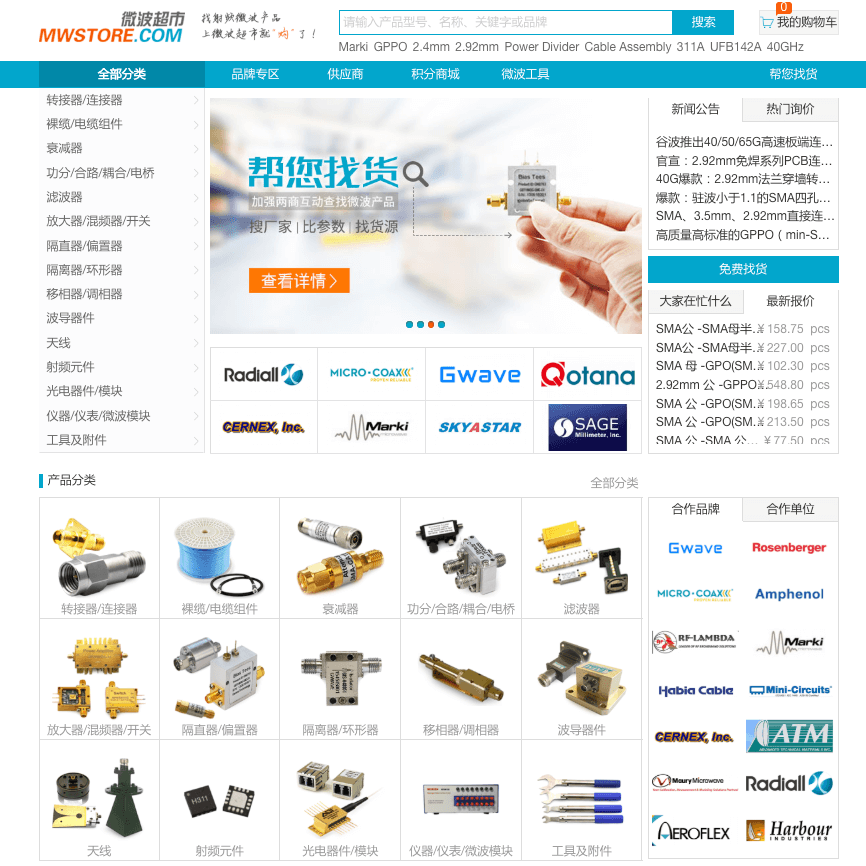 微波超市
MWSTORE.COM
找射频微波产品
上微波超市就"购"了!
请输入产品型号、名称、关键字或品牌
搜索
0
我的购物车
Marki GPPO 2.4mm 2.92mm Power Divider Cable Assembly 311A UFB142A 40GHz
全部分类
品牌专区
供应商
积分商城
微波工具
帮您找货
转接器/连接器
裸缆/电缆组件
衰减器
功分/合路/耦合/电桥
滤波器
放大器/混频器/开关
隔直器/偏置器
隔离器/环形器
移相器/调相器
波导器件
天线
射频元件
光电器件/模块
仪器/仪表/微波模块
工具及附件
帮您找货
加强两商互动查找微波产品
搜厂家 | 比参数 | 找货源
查看详情
Bias Tees
Radiall
MICRO-COAX
Gwave
Qotana
CERNEX, Inc.
Marki
microwave
SKYASTAR
SAGE
Millimeter, Inc.
新闻公告
热门询价
谷波推出40/50/65G高速板端连...
官宣：2.92mm免焊系列PCB连...
40G爆款：2.92mm法兰穿墙转...
爆款：驻波小于1.1的SMA四孔...
SMA、3.5mm、2.92mm直接连...
高质量高标准的GPPO（min-S...
免费找货
大家在忙什么
最新报价
SMA公 -SMA母半... ¥ 158.75 pcs
SMA公 -SMA母半... ¥ 227.00 pcs
SMA 母 -GPO(SM... ¥ 102.30 pcs
2.92mm 公 -GPPO... ¥ 548.80 pcs
SMA 公 -GPO(SM... ¥ 198.65 pcs
SMA 公 -GPO(SM... ¥ 213.50 pcs
SMA 公 -SMA 公... ¥ 77.50 pcs
产品分类
全部分类
转接器/连接器
裸缆/电缆组件
衰减器
功分/合路/耦合/电桥
滤波器
放大器/混频器/开关
Bias Tees
隔直器/偏置器
隔离器/环形器
移相器/调相器
波导器件
天线
H311
射频元件
光电器件/模块
仪器/仪表/微波模块
工具及附件
合作品牌
合作单位
Gwave
Rosenberger
MICRO-COAX
Amphenol
RF-LAMBDA
Marki
microwave
Habia Cable
Mini-Circuits
CERNEX, Inc.
ATM
Maury Microwave
Radiall
AEROFLEX
Harbour
INDUSTRIES